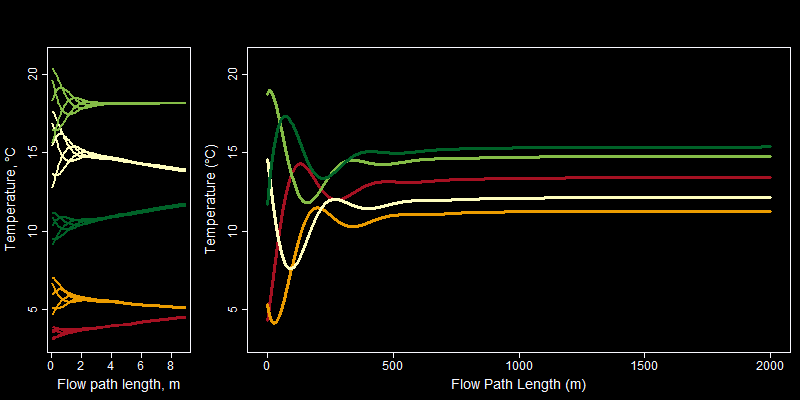 Temperature, °C
20
15
10
5
0 2 4 6 8
Flow path length, m
Temperature (°C)
20
15
10
5
0 500 1000 1500 2000
Flow Path Length (m)